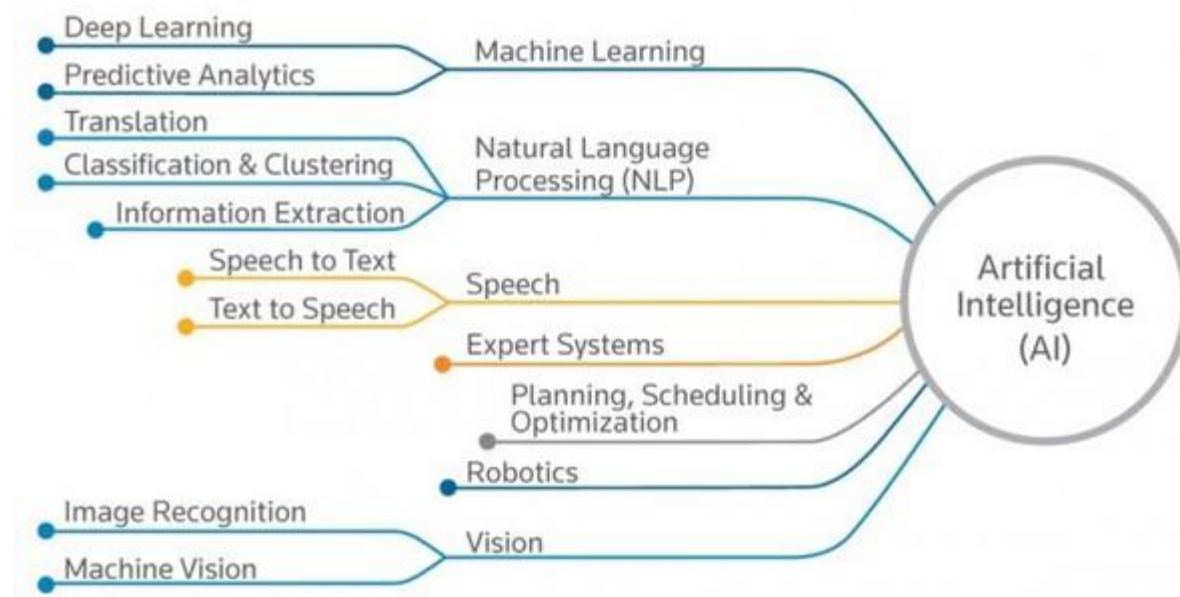 Deep Learning
Machine Learning
Predictive Analytics
Translation
Natural Language
Processing (NLP)
Classification & Clustering
Information Extraction
Speech to Text
Speech
Text to Speech
Expert Systems
Planning, Scheduling &
Optimization
Robotics
Image Recognition
Vision
Machine Vision
Artificial
Intelligence
(AI)